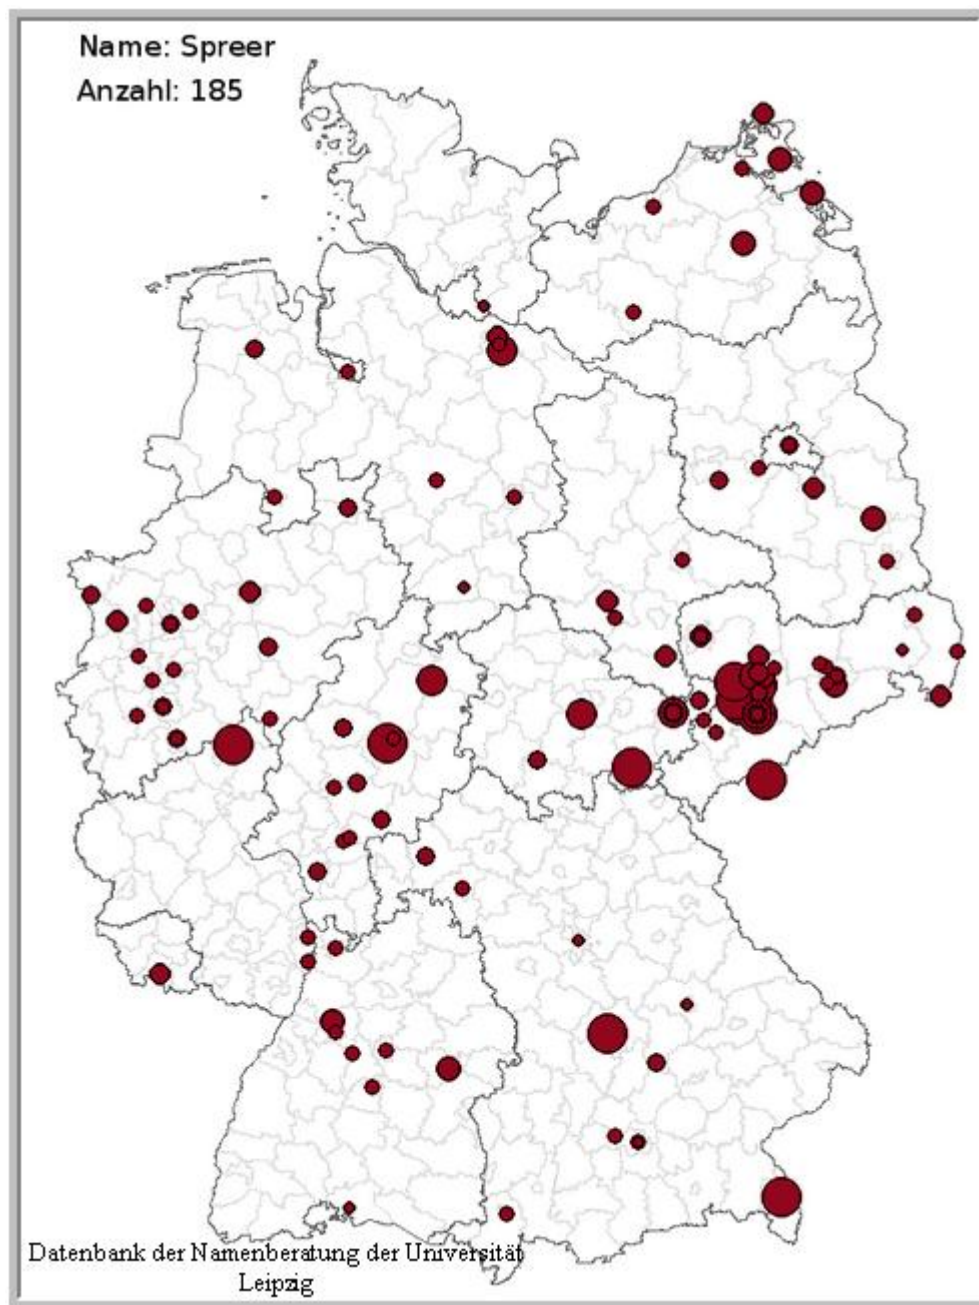 Name: Spreer
Anzahl: 185
Datenbank der Namenberatung der Universität
Leipzig